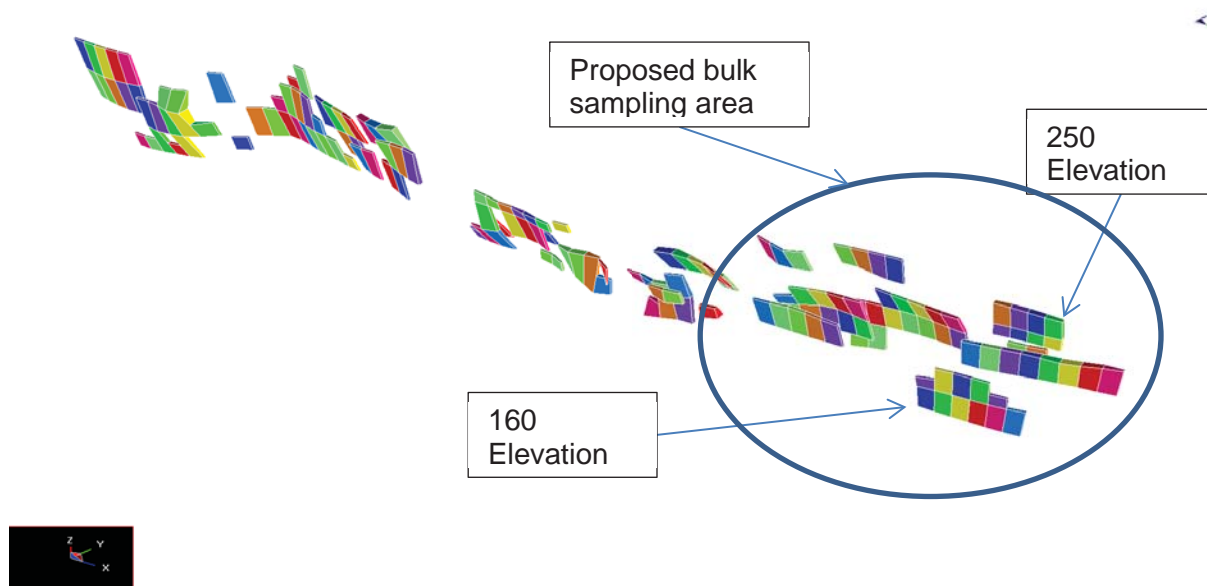 Proposed bulk
sampling area
250
Elevation
160
Elevation
Z
Y
X